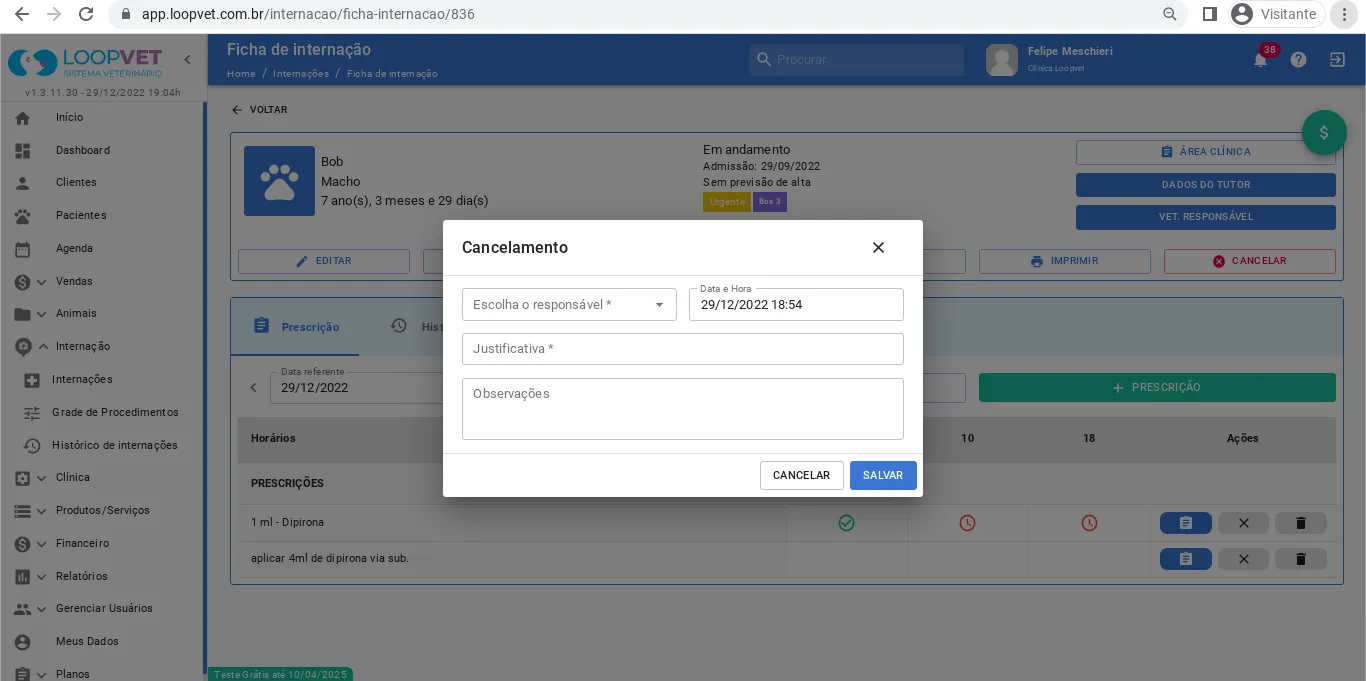 app.loopvet.com.br/internacao/ficha-internacao/836
Visitante
LOOPVET
SISTEMA VETERINÁRIO
v1.3.11.30 - 29/12/2022 19:04h
Ficha de internação
Home / Internações / Ficha de internação
Procurar
Felipe Meschieri
Clínica Loopvet
38
Início
Dashboard
Clientes
Pacientes
Agenda
Vendas
Animais
Internação
Internações
Grade de Procedimentos
Histórico de internações
Clínica
Produtos/Serviços
Financeiro
Relatórios
Gerenciar Usuários
Meus Dados
Planos
VOLTAR
Bob
Macho
7 ano(s), 3 meses e 29 dia(s)
Em andamento
Admissão: 29/09/2022
Sem previsão de alta
Urgente
Box 3
$
ÁREA CLÍNICA
DADOS DO TUTOR
VET. RESPONSÁVEL
EDITAR
IMPRIMIR
CANCELAR
Cancelamento
Escolha o responsável *
Data e Hora
29/12/2022 18:54
Justificativa *
Observações
CANCELAR
SALVAR
Prescrição
Hist
Data referente
29/12/2022
PRESCRIÇÃO
Horários
10
18
Ações
PRESCRIÇÕES
1 ml - Dipirona
aplicar 4ml de dipirona via sub.
Teste Grátis até 10/04/2025